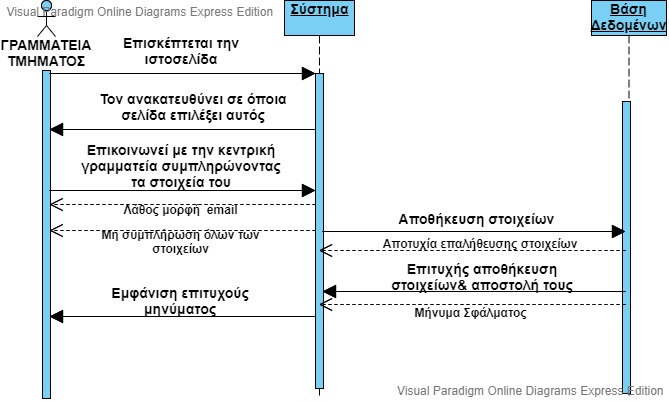 Visual Paradigm Online Diagrams Express Edition
Σύστημα
Βάση
Δεδομένων
ΓΡΑΜΜΑΤΕΙΑ
ΤΜΗΜΑΤΟΣ
Επισκέπτεται την
ιστοσελίδα
Τον ανακατευθύνει σε όποια
σελίδα επιλέξει αυτός
Επικοινωνεί με την κεντρική
γραμματεία συμπληρώνοντας
τα στοιχεία του
Λάθος μορφή email
Μη συμπλήρωση όλων των
στοιχείων
Αποθήκευση στοιχείων
Αποτυχία επαλήθευσης στοιχείων
Επιτυχής αποθήκευση
στοιχείων& αποστολή τους
Μήνυμα Σφάλματος
Εμφάνιση επιτυχούς
μηνύματος
Visual Paradigm Online Diagrams Express Edition